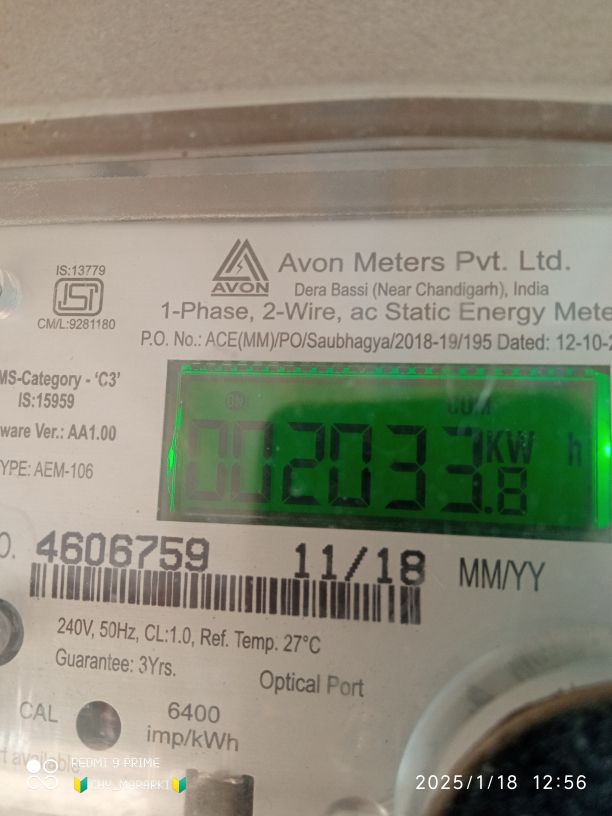 IS:13779
ISI
CM/L:9281180
AVON
Avon Meters Pvt. Ltd.
Dera Bassi (Near Chandigarh), India
1-Phase, 2-Wire, ac Static Energy Mete
P.O. No.: ACE(MM)/PO/Saubhagya/2018-19/195 Dated: 12-10-2
MS-Category - 'C3'
IS:15959
ware Ver.: AA1.00
YPE: AEM-106
CUM
002033.8 KW h
O. 4606759 11/18 MM/YY
240V, 50Hz, CL:1.0, Ref. Temp. 27°C
Guarantee: 3Yrs.
Optical Port
CAL
6400
imp/kWh
available
REDMI 9 PRIME
2025/1/18 12:56